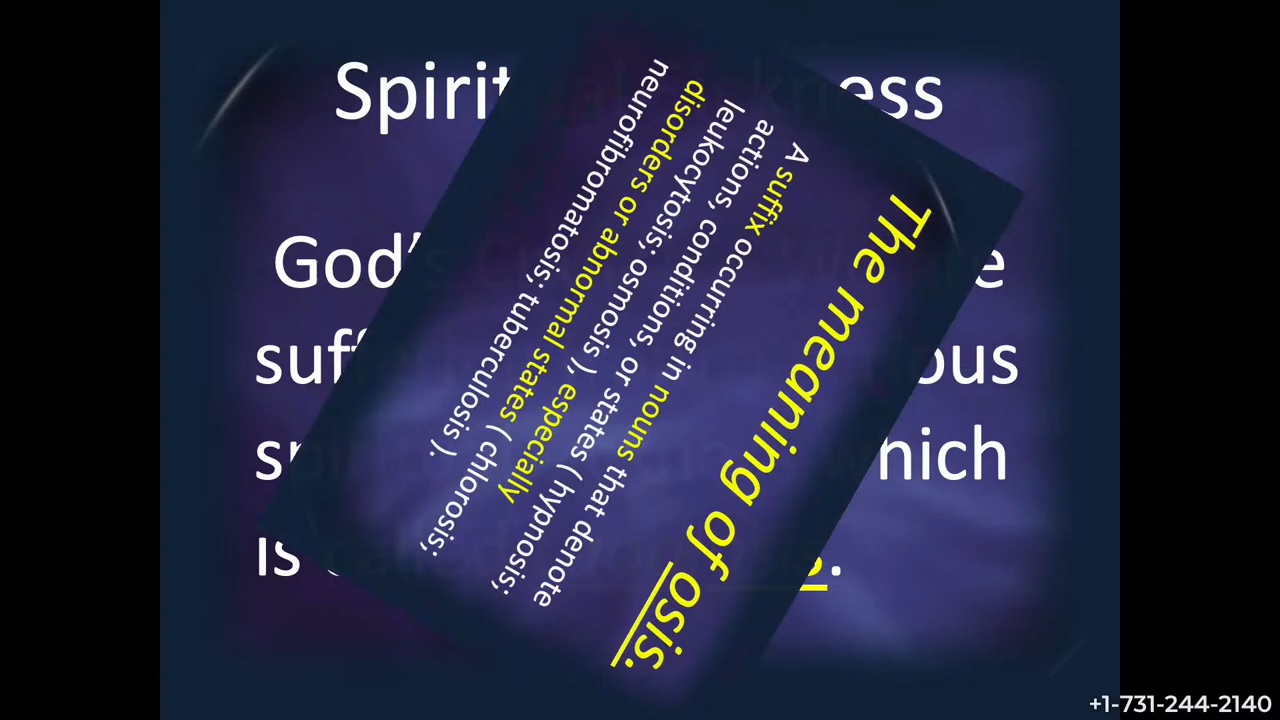 Spirit ess
God's e
suff ous
sp hich
is .
The meaning of osis.
A suffix occurring in nouns that denote
actions, conditions, or states ( hypnosis;
leukocytosis; osmosis ), especially
disorders or abnormal states ( chlorosis;
neurofibromatosis; tuberculosis ).
+1-731-244-2140